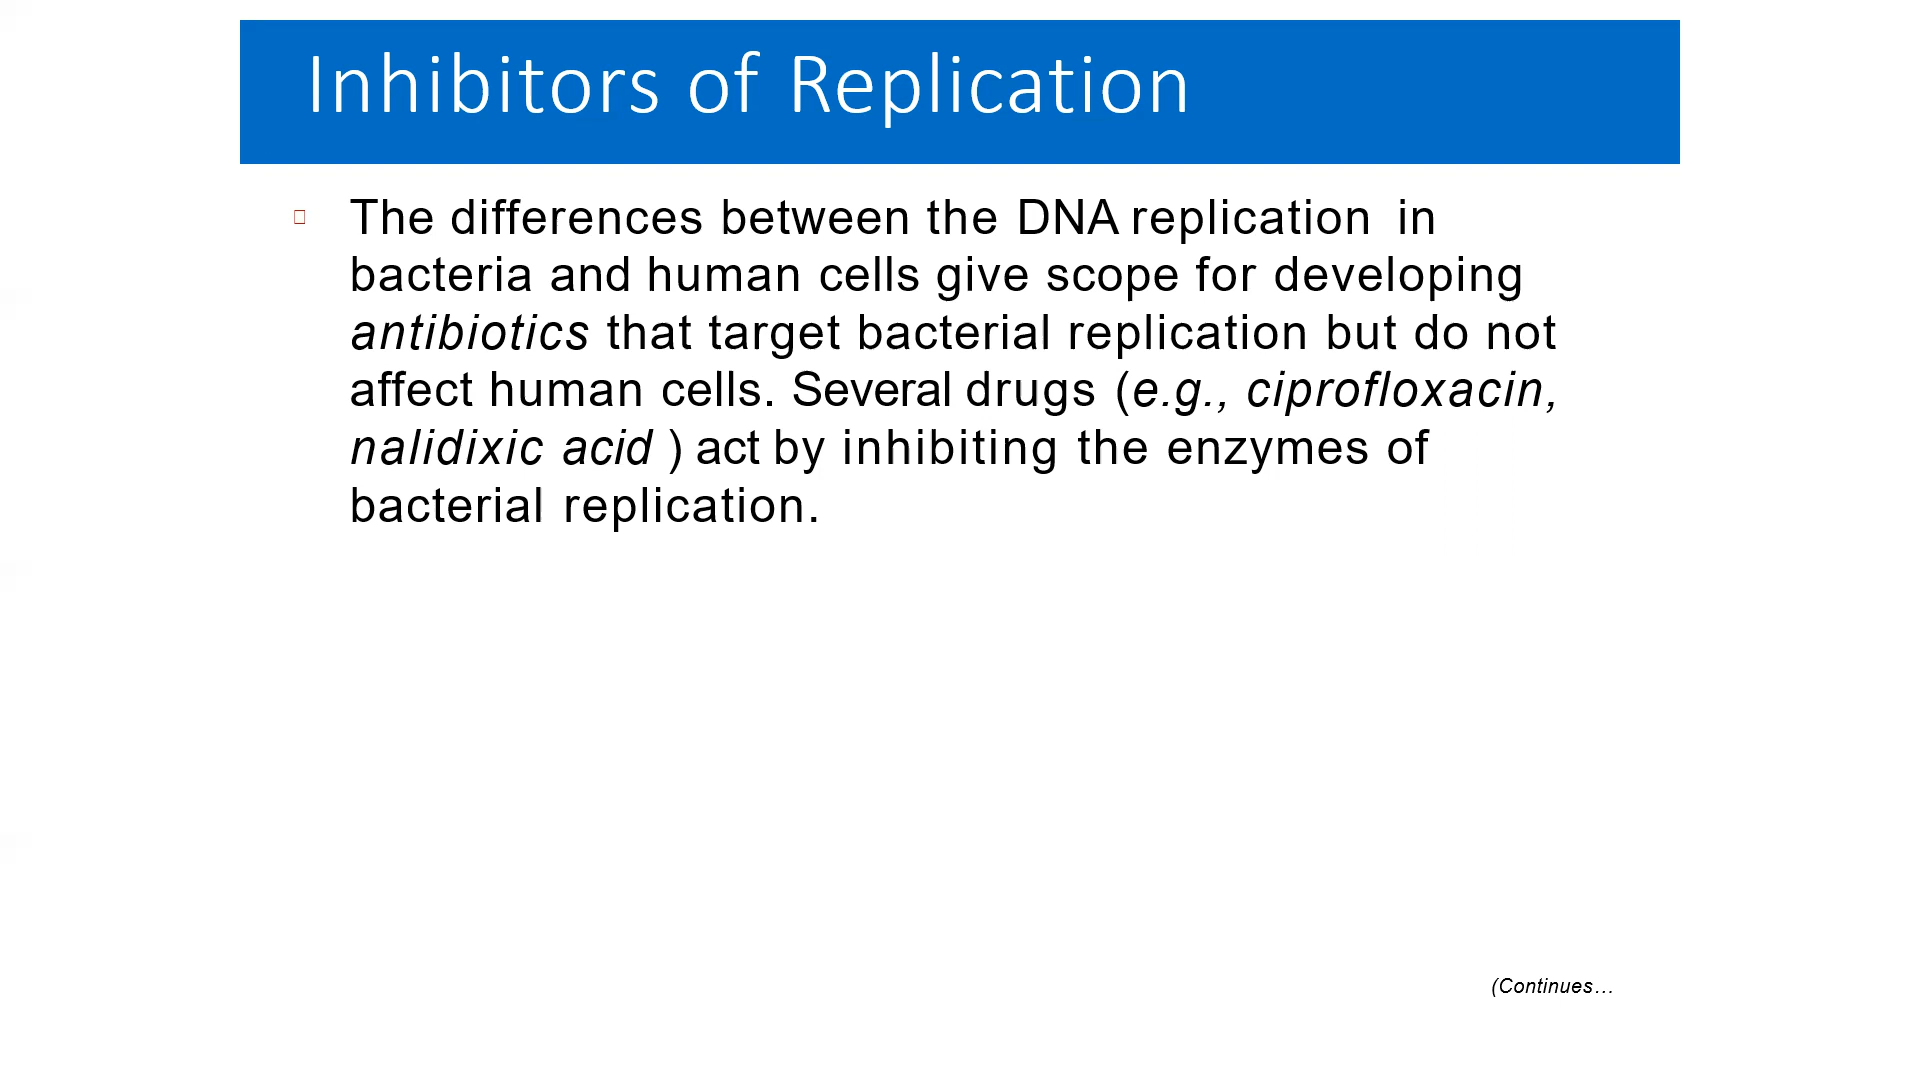 Inhibitors of Replication
The differences between the DNA replication in
bacteria and human cells give scope for developing
antibiotics that target bacterial replication but do not
affect human cells. Several drugs (e.g., ciprofloxacin,
nalidixic acid ) act by inhibiting the enzymes of
bacterial replication.
(Continues…